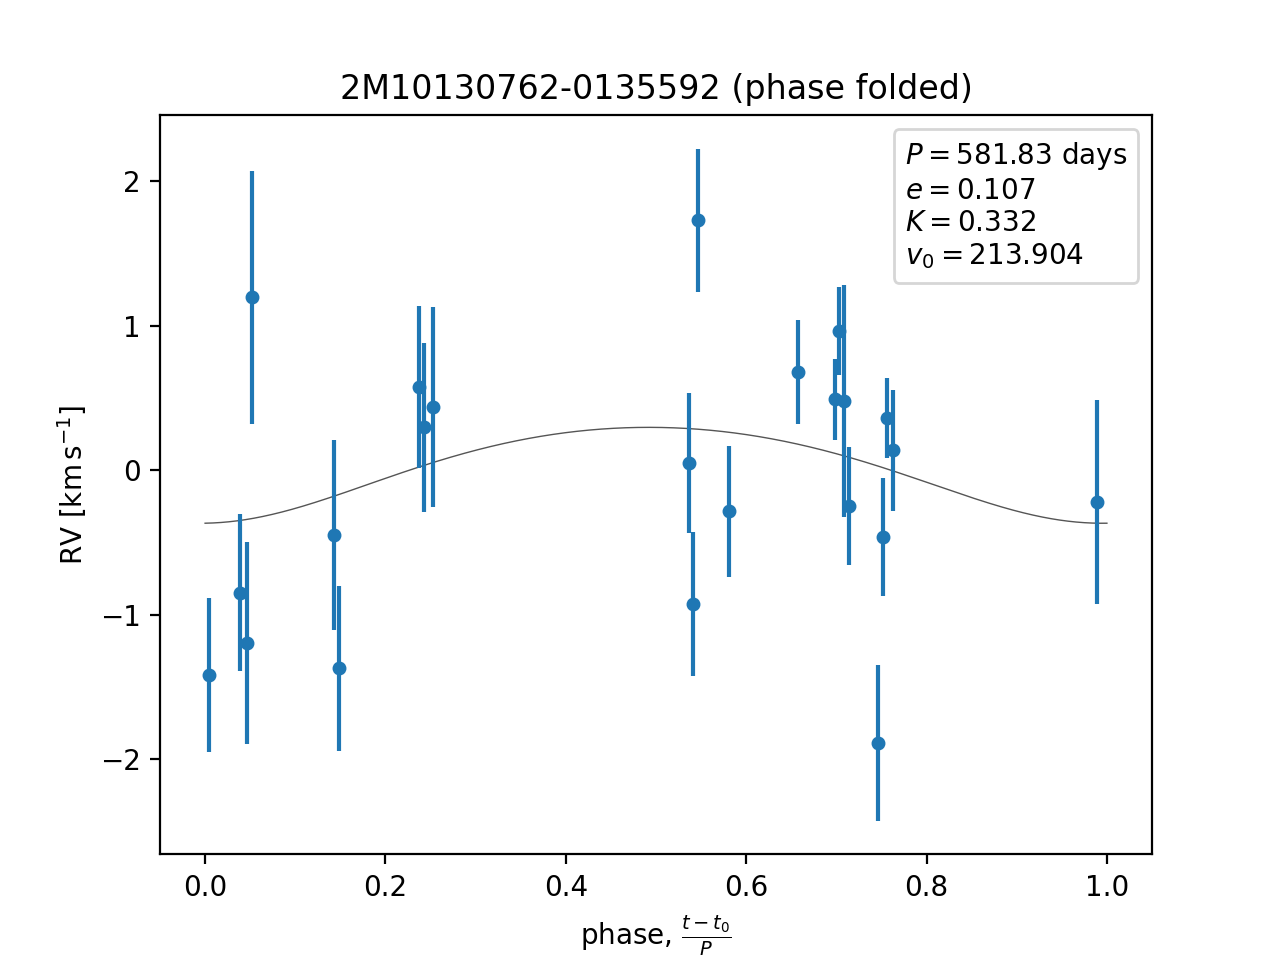 2M10130762-0135592 (phase folded)
P = 581.83 days
e = 0.107
K = 0.332
v₀ = 213.904
RV [km s⁻¹]
2
1
0
−1
−2
0.0 0.2 0.4 0.6 0.8 1.0
phase, (t − t₀)/P